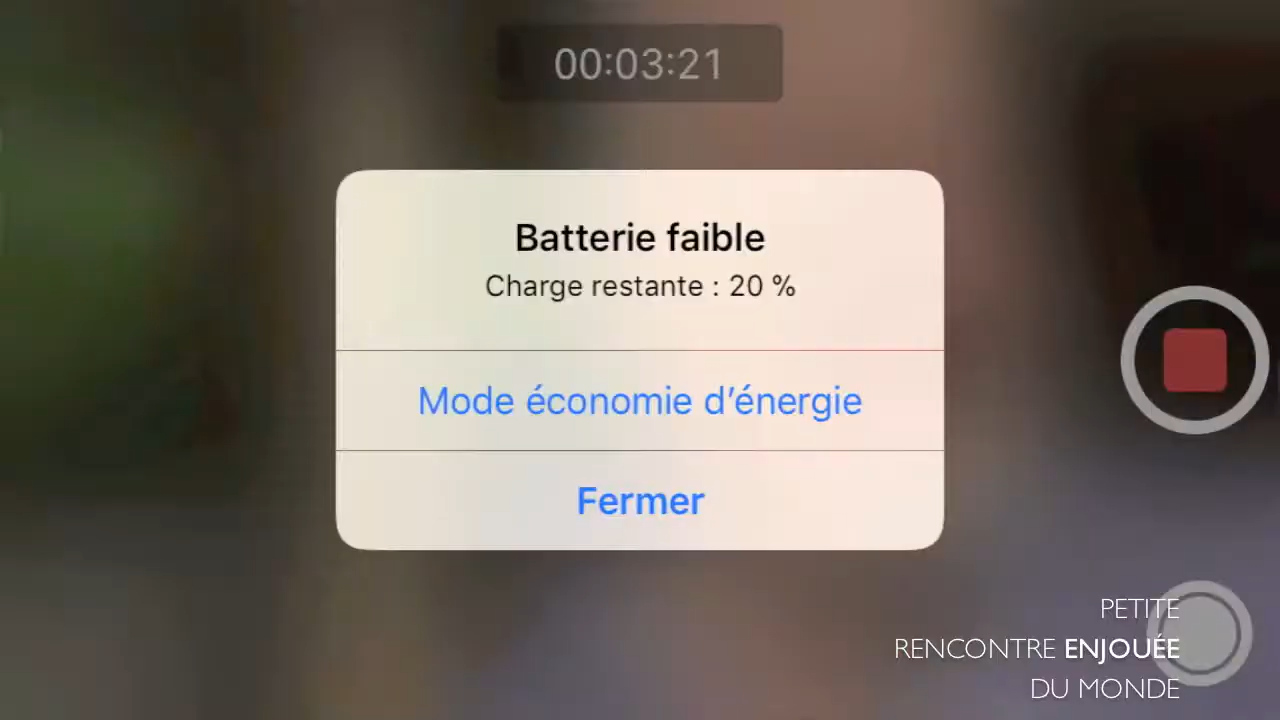 00:03:21
Batterie faible
Charge restante : 20 %
Mode économie d’énergie
Fermer
PETITE
RENCONTRE ENJOUÉE
DU MONDE